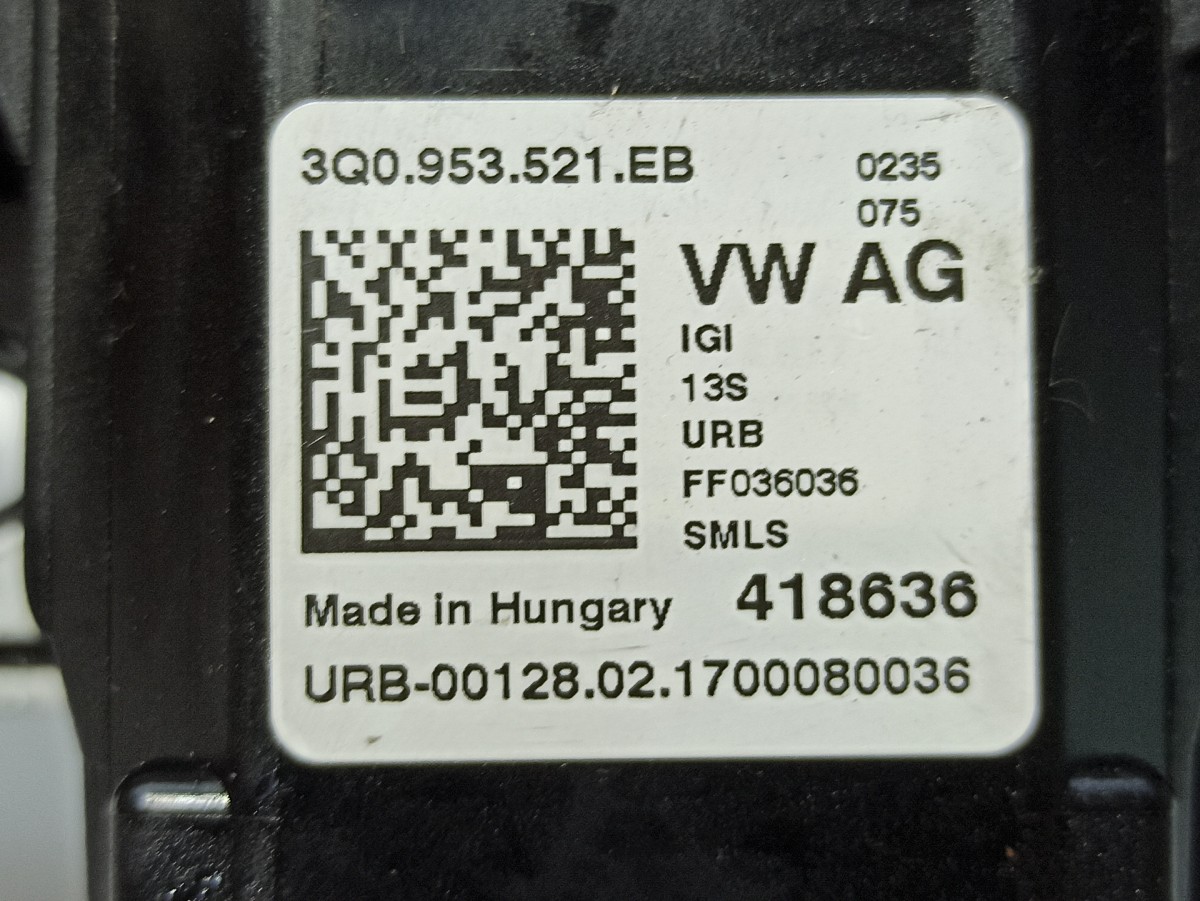 3Q0.953.521.EB
0235
075
VW AG
IGI
13S
URB
FF036036
SMLS
Made in Hungary 418636
URB-00128.02.1700080036